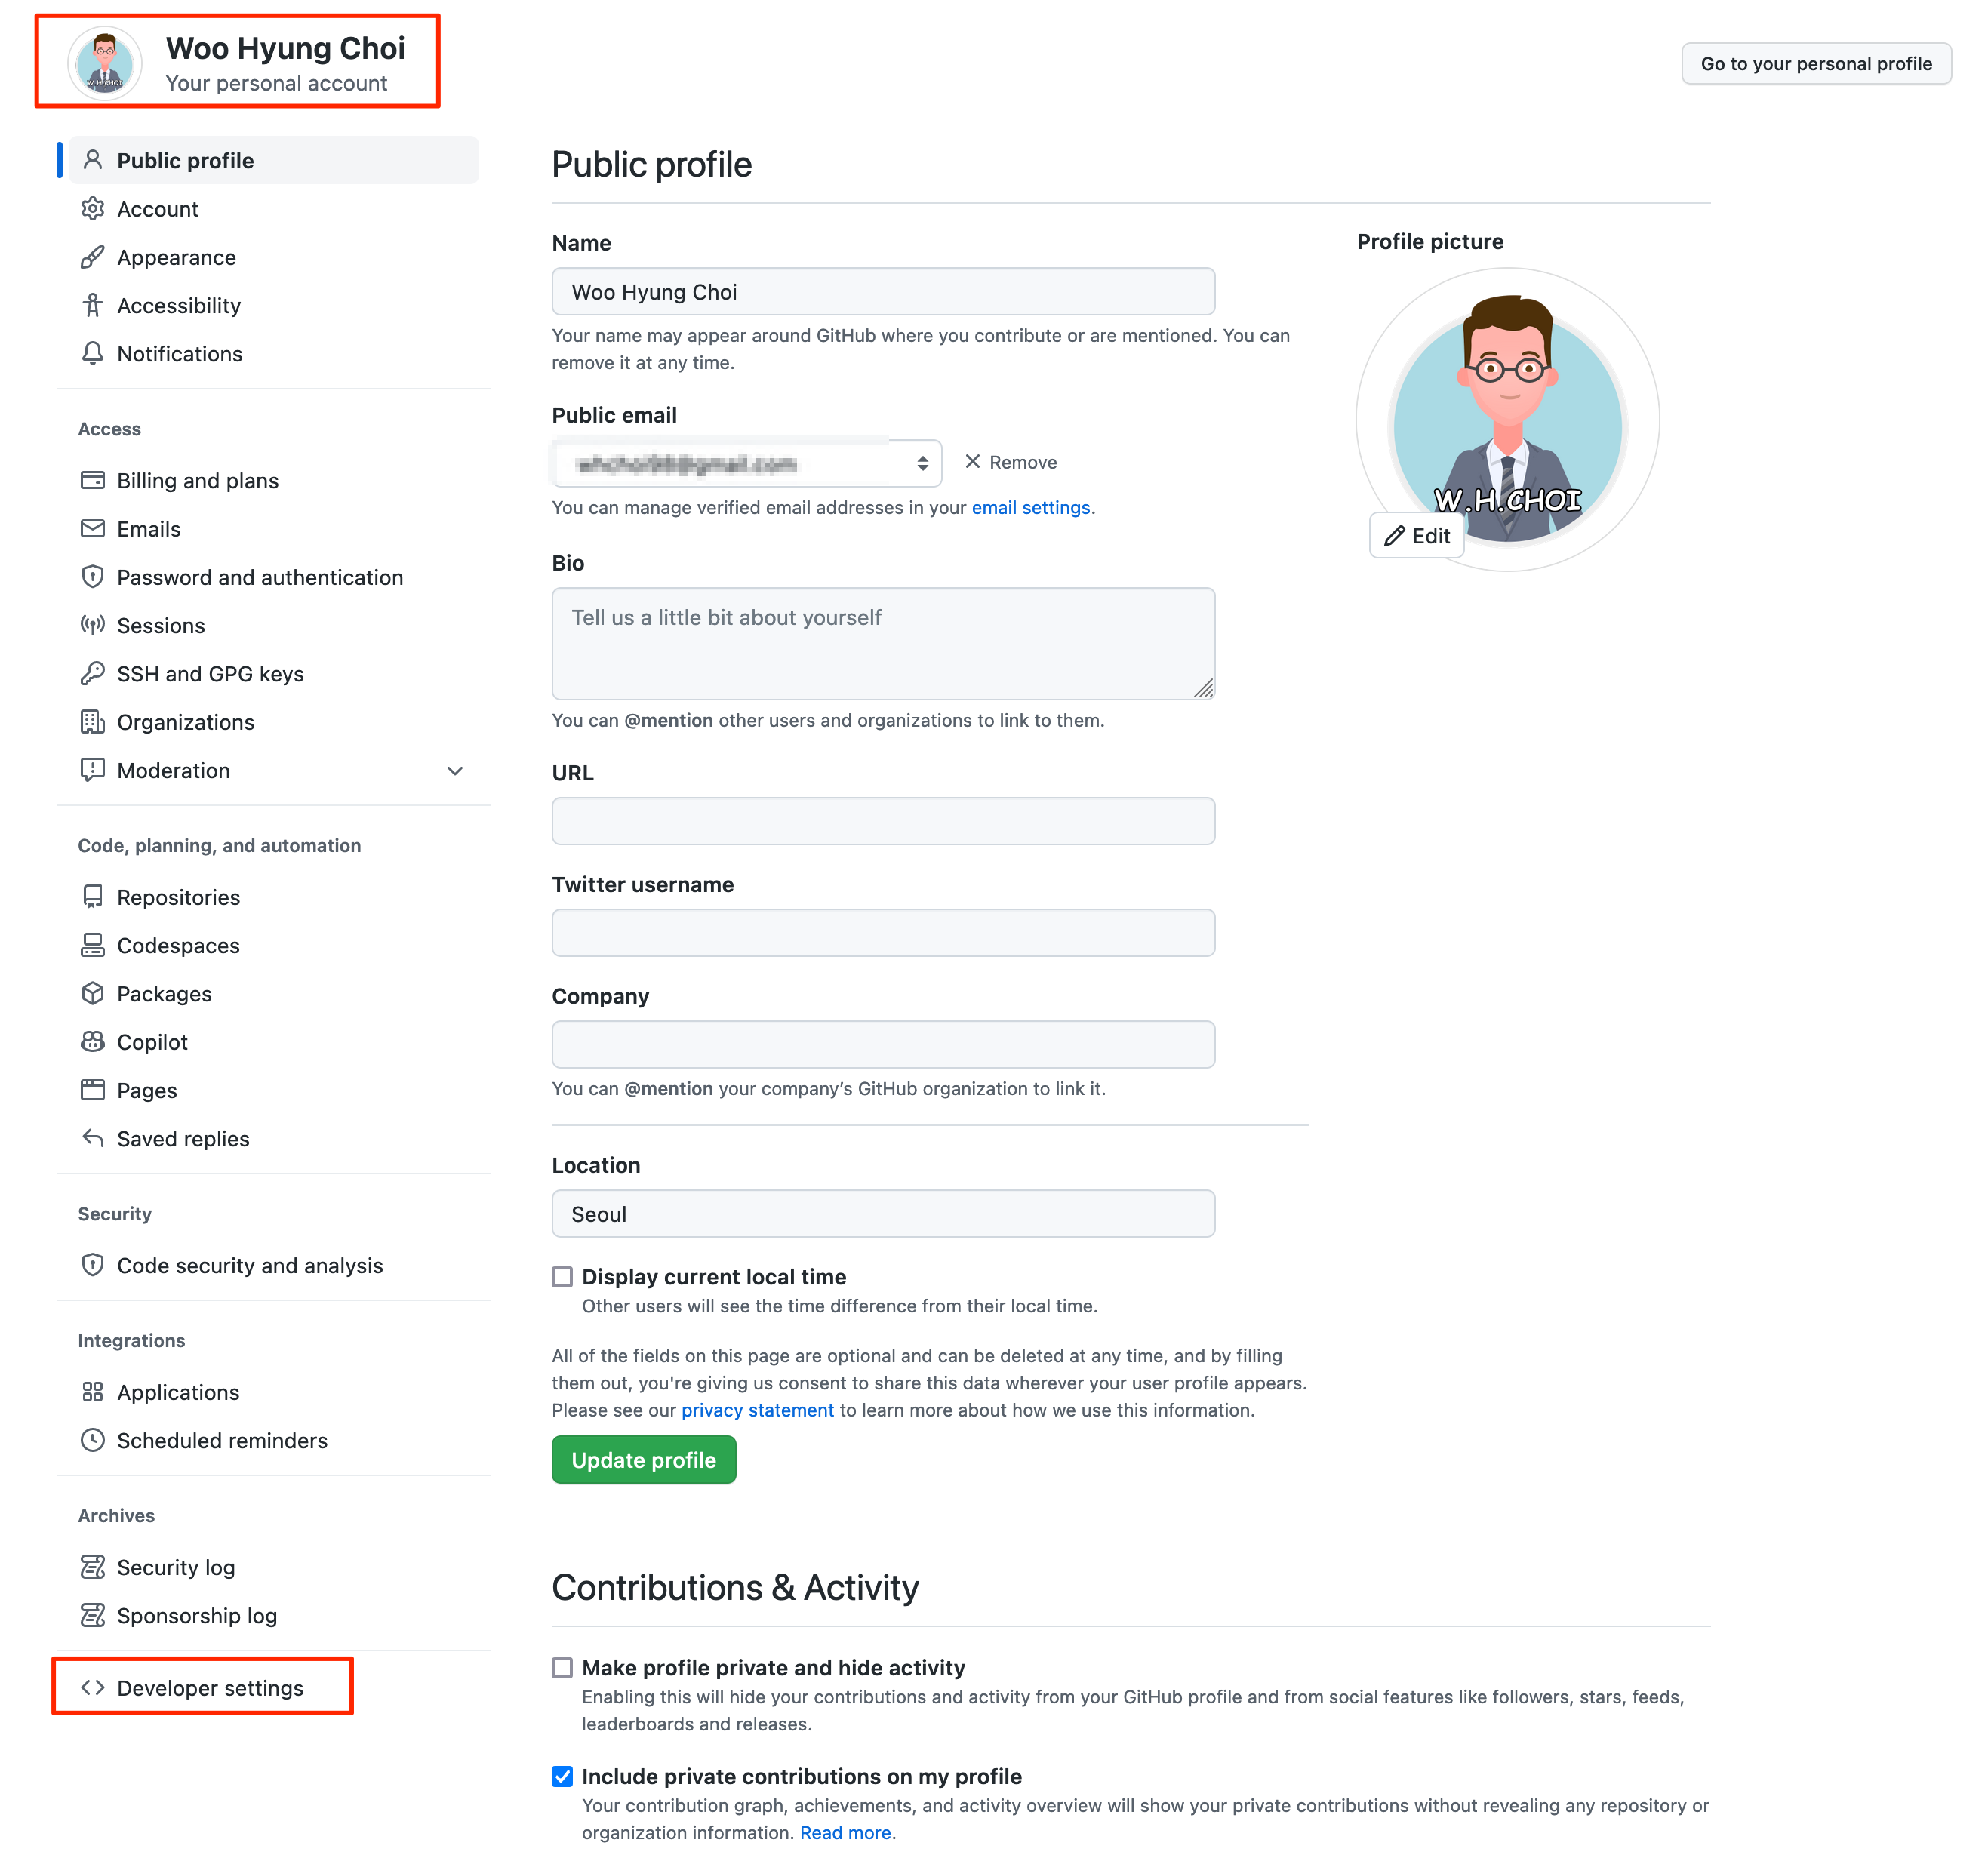 W.H.CHOI
Woo Hyung Choi
Your personal account
Go to your personal profile
Public profile
Account
Appearance
Accessibility
Notifications
Access
Billing and plans
Emails
Password and authentication
Sessions
SSH and GPG keys
Organizations
Moderation
Code, planning, and automation
Repositories
Codespaces
Packages
Copilot
Pages
Saved replies
Security
Code security and analysis
Integrations
Applications
Scheduled reminders
Archives
Security log
Sponsorship log
Developer settings
Public profile
Name
Woo Hyung Choi
Your name may appear around GitHub where you contribute or are mentioned. You can
remove it at any time.
Public email
Remove
You can manage verified email addresses in your email settings.
Bio
Tell us a little bit about yourself
You can @mention other users and organizations to link to them.
URL
Twitter username
Company
You can @mention your company’s GitHub organization to link it.
Location
Seoul
Display current local time
Other users will see the time difference from their local time.
All of the fields on this page are optional and can be deleted at any time, and by filling
them out, you're giving us consent to share this data wherever your user profile appears.
Please see our privacy statement to learn more about how we use this information.
Update profile
Profile picture
W.H.CHOI
Edit
Contributions & Activity
Make profile private and hide activity
Enabling this will hide your contributions and activity from your GitHub profile and from social features like followers, stars, feeds,
leaderboards and releases.
Include private contributions on my profile
Your contribution graph, achievements, and activity overview will show your private contributions without revealing any repository or
organization information. Read more.